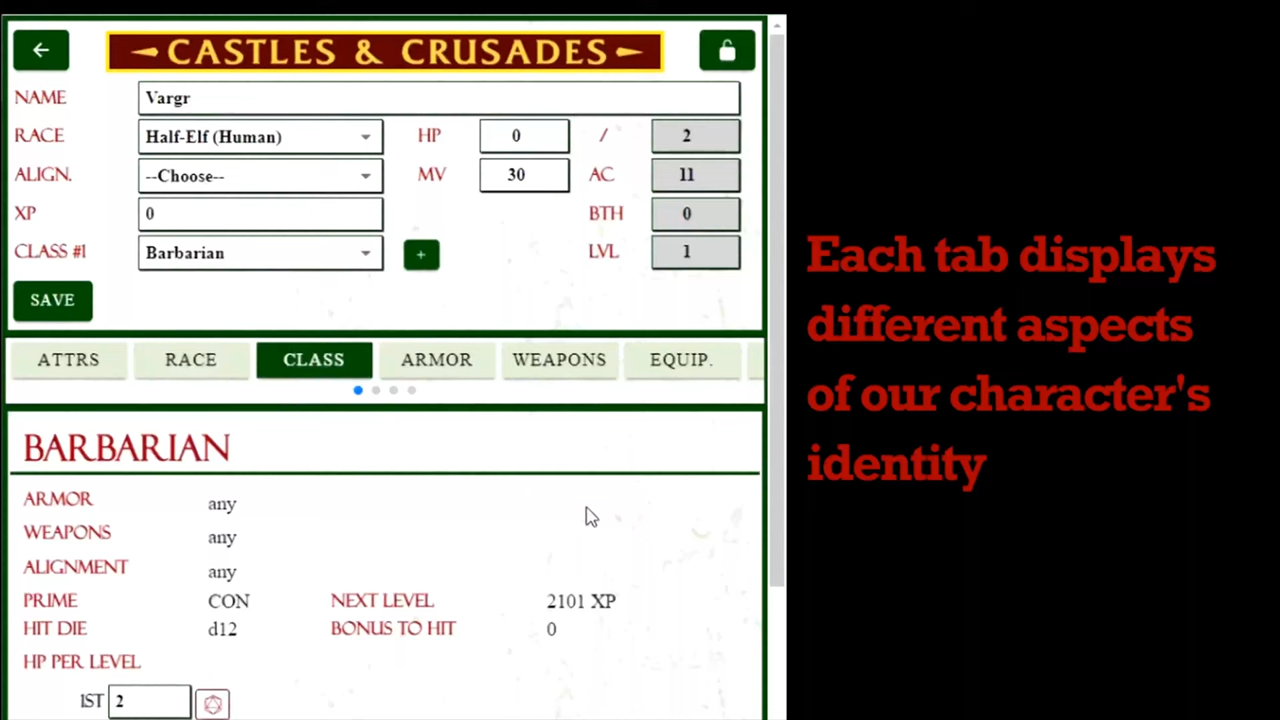 CASTLES & CRUSADES
NAME Vargr
RACE Half-Elf (Human) HP 0 / 2
ALIGN. --Choose-- MV 30 AC 11
XP 0 BTH 0
CLASS #1 Barbarian + LVL 1
SAVE
ATTRS RACE CLASS ARMOR WEAPONS EQUIP.
BARBARIAN
ARMOR any
WEAPONS any
ALIGNMENT any
PRIME CON NEXT LEVEL 2101 XP
HIT DIE d12 BONUS TO HIT 0
HP PER LEVEL
1ST 2
Each tab displays
different aspects
of our character's
identity